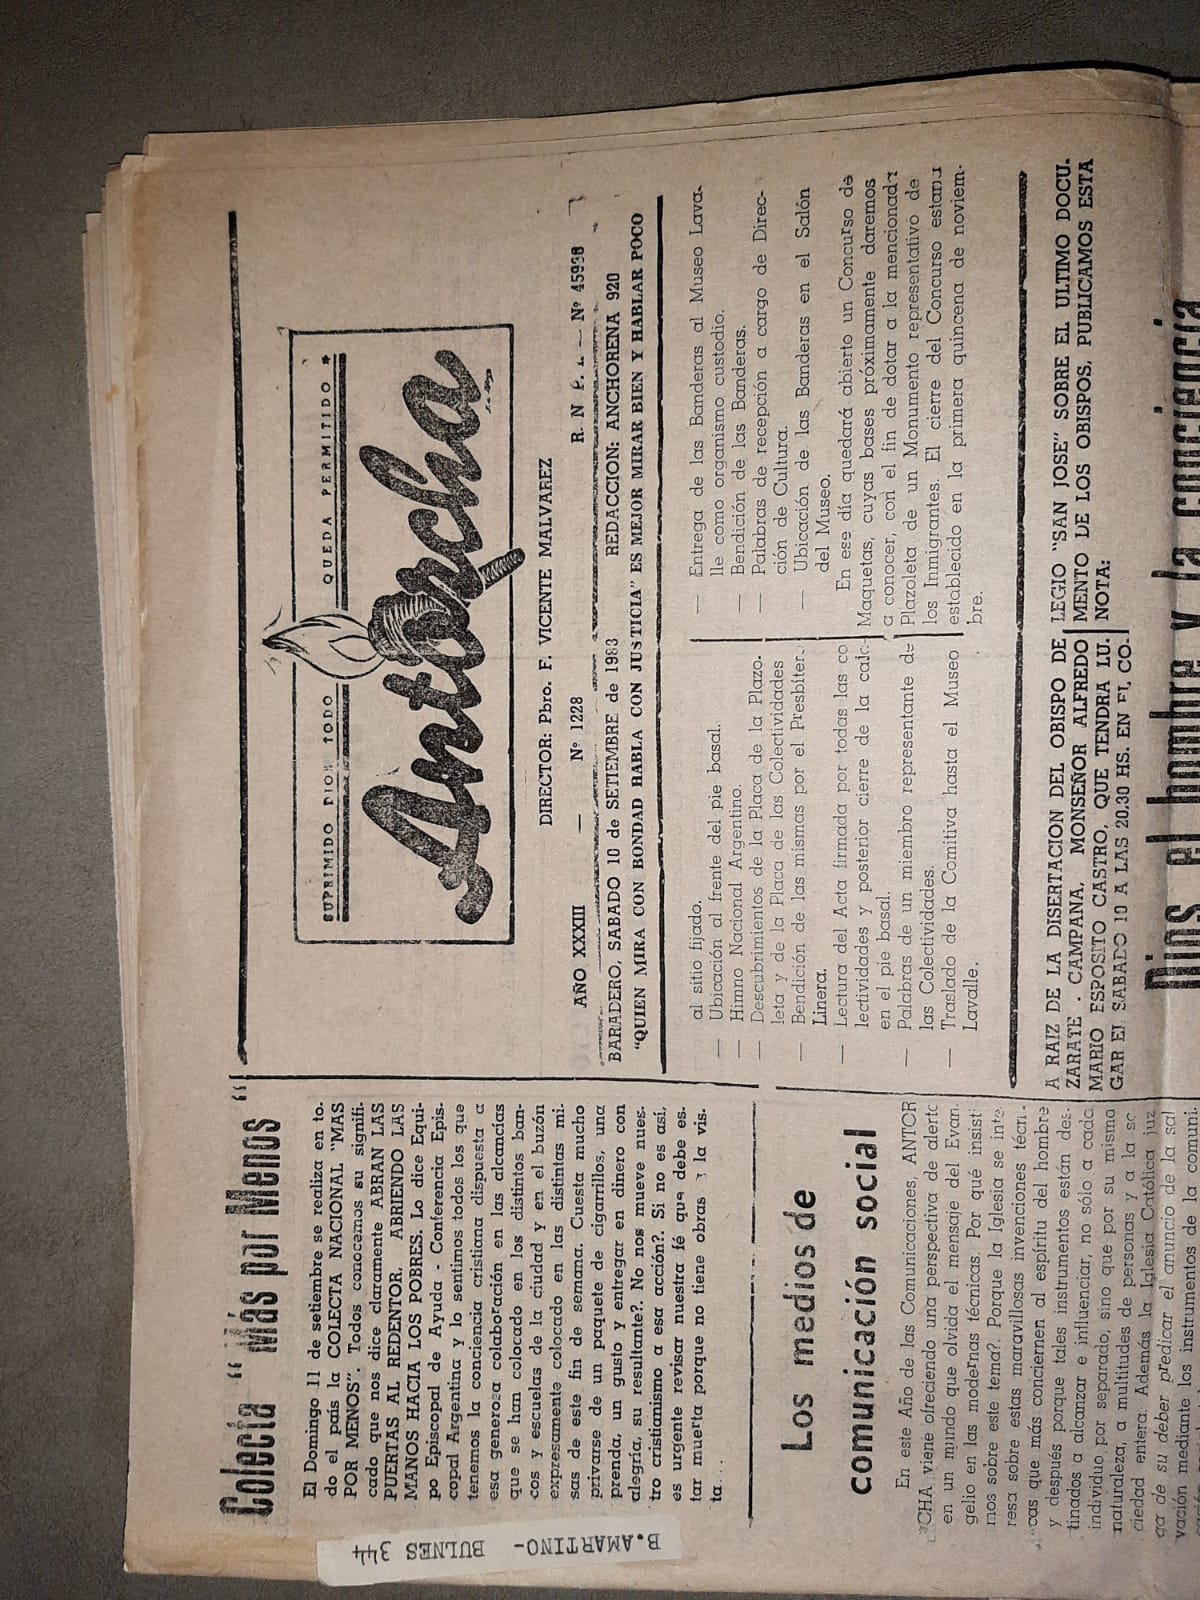 Colecta " Más por Menos "
El Domingo 11 de setiembre se realiza en to.
do el país la COLECTA NACIONAL "MAS
POR MENOS". Todos conocemos su signifi.
cado que nos dice claramente ABRAN LAS
PUERTAS AL REDENTOR, ABRIENDO LAS
MANOS HACIA LOS POBRES. Lo dice Equi-
po Episcopal de Ayuda - Conferencia Epis-
copal Argentina y lo sentimos todos los que
tenemos la conciencia cristiana dispuesta a
esa generosa colaboración en las alcancías
que se han colocado en los distintos ban-
cos y escuelas de la ciudad y en el buzón
expresamente colocado en las distintas mi-
sas de este fin de semana. Cuesta mucho
privarse de un paquete de cigarrillos, una
prenda, un gusto y entregar en dinero con
alegría, su resultante?. No nos mueve nues.
tro cristianismo a esa acción?. Si no es así,
es urgente revisar nuestra fé que debe es.
tar muerta porque no tiene obras la vis.
ta...
Los medios de
comunicación social
En este Año de las Comunicaciones, ANTOR
CHA viene ofreciendo una perspectiva de alerta
en un mundo que olvida el mensaje del Evan.
gelio en las modernas técnicas. Por qué insisti
mos sobre este tema?. Porque la Iglesia se inte
resa sobre estas maravillosas invenciones técni.
cas que más conciernen al espíritu del hombre
y después porque tales instrumentos están des.
tinados a alcanzar e influenciar, no sólo a cada
individuo por separado, sino que por su misma
naturaleza, a multitudes de personas y a la so.
ciedad entera. Además la Iglesia Católica juz
ga de su deber predicar el anuncio de la sal
vación mediante los instrumentos de la comuni.
SUPRIMIDO DIOS TODO QUEDA PERMITIDO
Antorcha
DIRECTOR: Pbro. F. VICENTE MALVAREZ
AÑO XXXIII — Nº 1228 R. N P. I. — Nº 45938
BARADERO, SABADO 10 de SETIEMBRE de 1983 REDACCION: ANCHORENA 920
"QUIEN MIRA CON BONDAD HABLA CON JUSTICIA" ES MEJOR MIRAR BIEN Y HABLAR POCO
al sitio fijado.
— Ubicación al frente del pie basal.
— Himno Nacional Argentino.
— Descubrimientos de la Placa de la Plazo.
leta y de la Placa de las Colectividades
— Bendición de las mismas por el Presbítero
Linera.
— Lectura del Acta firmada por todas las co
lectividades y posterior cierre de la caja
en el pie basal.
— Palabras de un miembro representante de
las Colectividades.
— Traslado de la Comitiva hasta el Museo
Lavalle.
— Entrega de las Banderas al Museo Lava-
lle como organismo custodio.
— Bendición de las Banderas.
— Palabras de recepción a cargo de Direc-
ción de Cultura.
— Ubicación de las Banderas en el Salón
del Museo.
En ese día quedará abierto un Concurso de
Maquetas, cuyas bases próximamente daremos
a conocer, con el fin de dotar a la mencionada
Plazoleta de un Monumento representativo de
los Inmigrantes. El cierre del Concurso estará
establecido en la primera quincena de noviem-
bre.
A RAIZ DE LA DISERTACION DEL OBISPO DE
ZARATE - CAMPANA, MONSEÑOR ALFREDO
MARIO ESPOSITO CASTRO, QUE TENDRA LU.
GAR EL SABADO 10 A LAS 20,30 HS. EN EL CO.
LEGIO "SAN JOSE" SOBRE EL ULTIMO DOCU.
MENTO DE LOS OBISPOS, PUBLICAMOS ESTA
NOTA:
Dios el hombre y la conciencia
B. AMARTINO- BULNES 344